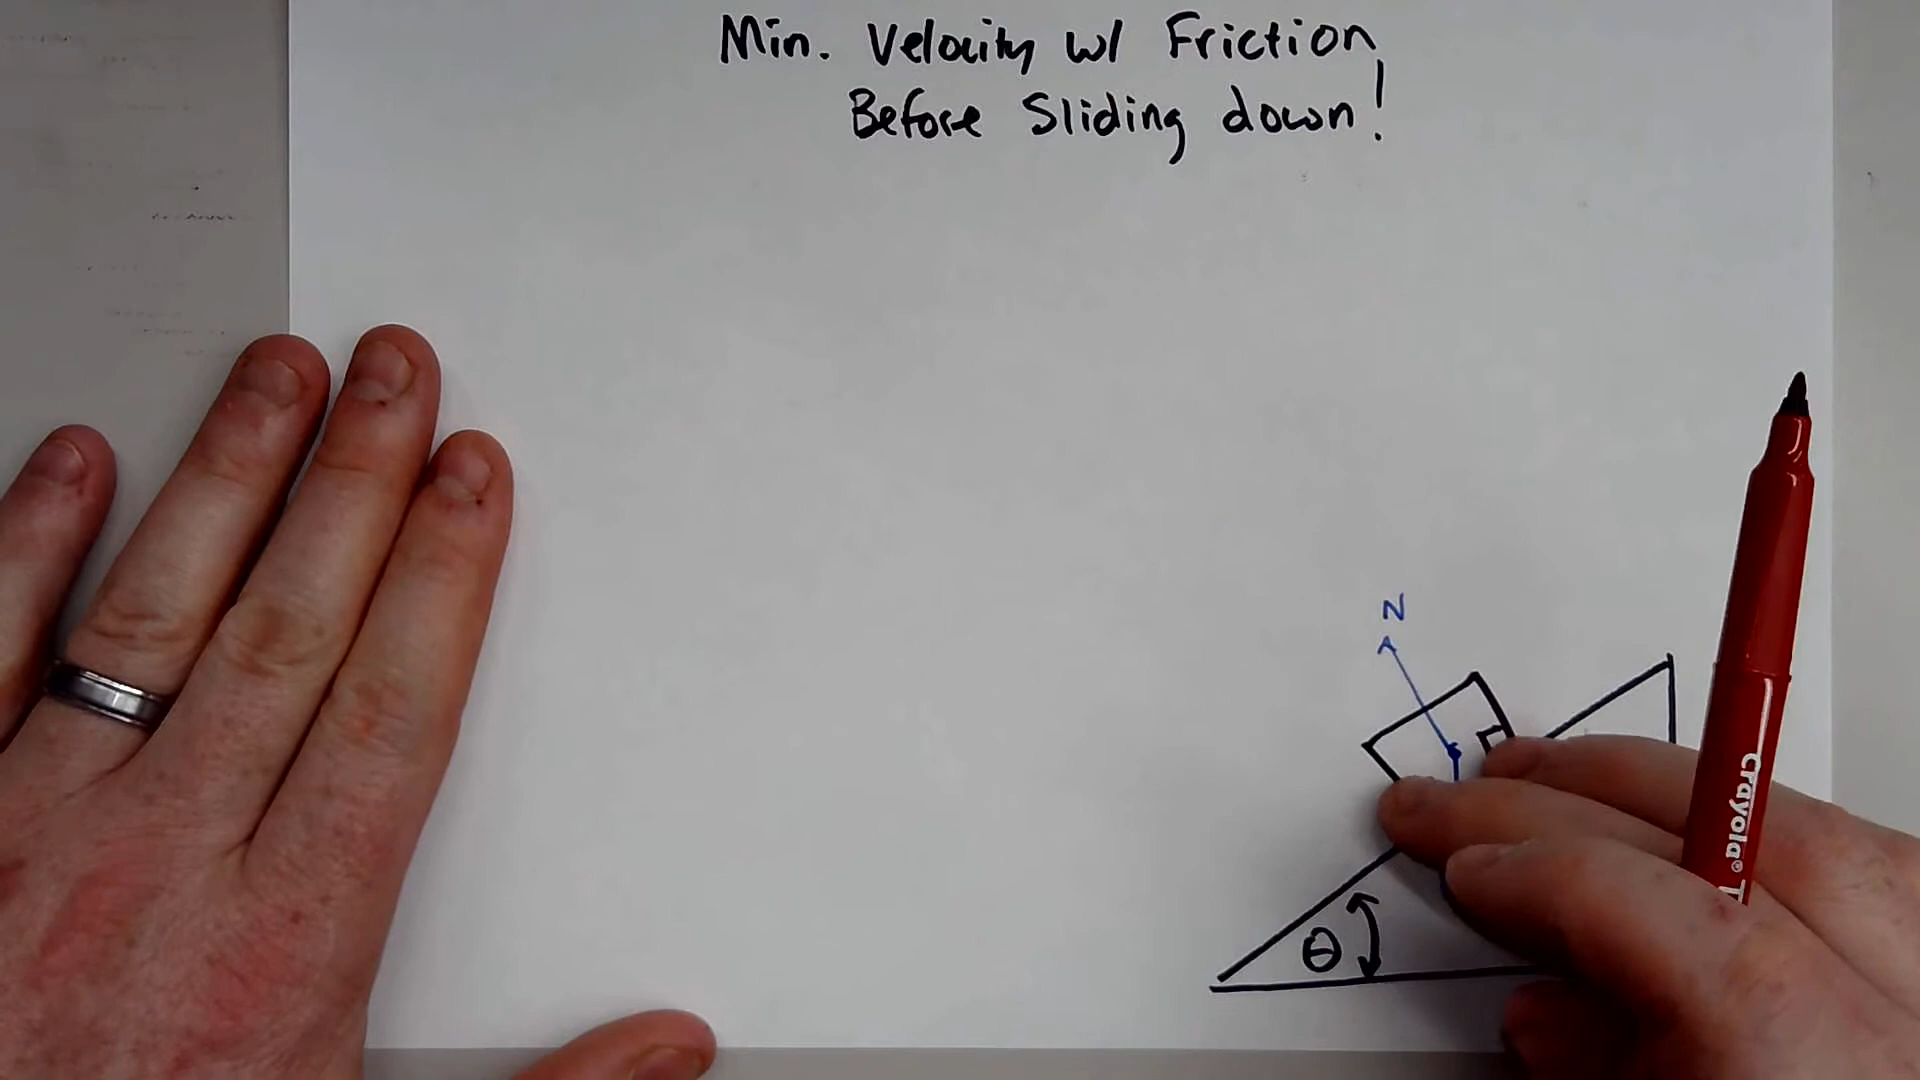 Min. Velocity w/ Friction
Before Sliding down!
N
θ
Crayola®